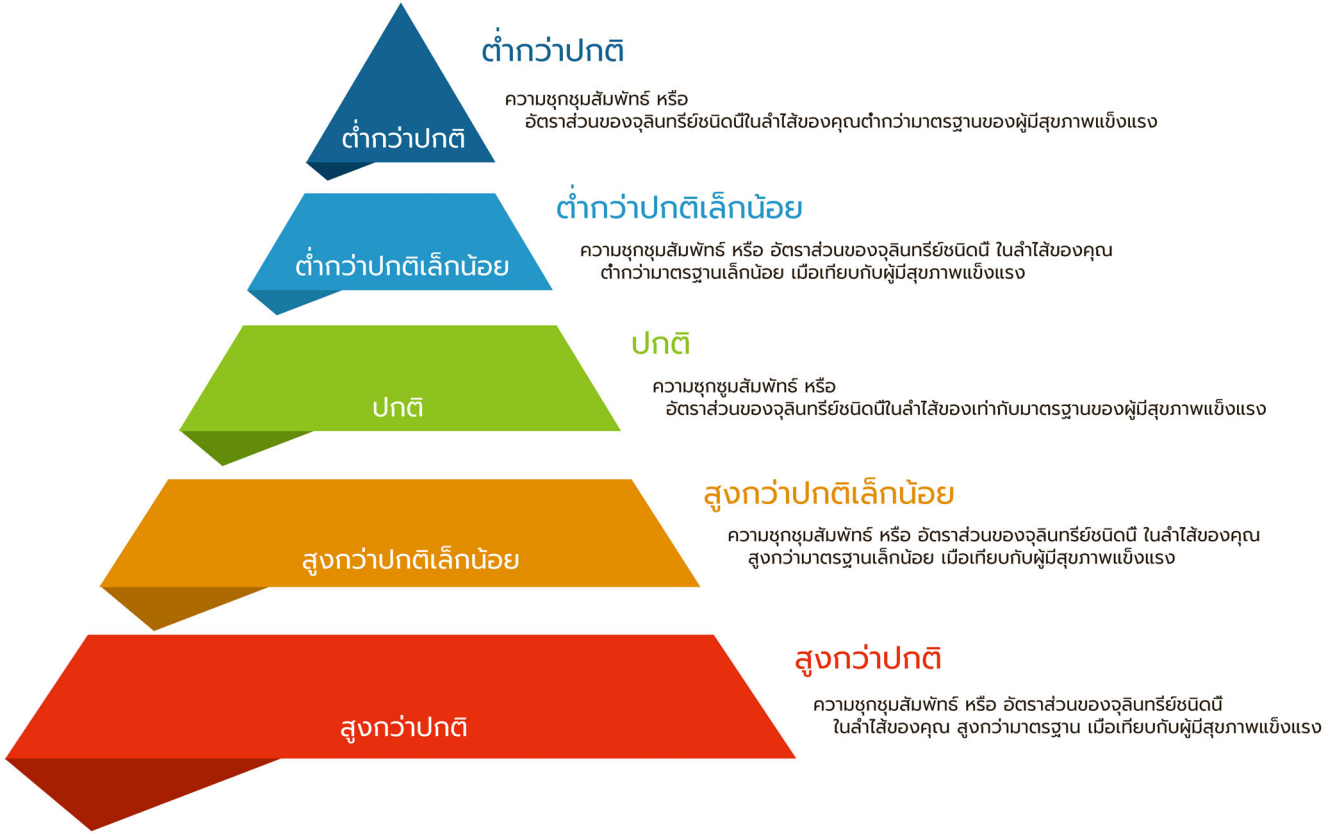 ต่ำกว่าปกติ
ความชุกชุมสัมพัทธ์ หรือ
อัตราส่วนของจุลินทรีย์ชนิดนี้ในลำไส้ของคุณต่ำกว่ามาตรฐานของผู้มีสุขภาพแข็งแรง
ต่ำกว่าปกติ
ต่ำกว่าปกติเล็กน้อย
ความชุกชุมสัมพัทธ์ หรือ อัตราส่วนของจุลินทรีย์ชนิดนี้ ในลำไส้ของคุณ
ต่ำกว่ามาตรฐานเล็กน้อย เมื่อเทียบกับผู้มีสุขภาพแข็งแรง
ต่ำกว่าปกติเล็กน้อย
ปกติ
ความซุกซูมสัมพัทธ์ หรือ
อัตราส่วนของจุลินทรีย์ชนิดนี้ในลำไส้ของเท่ากับมาตรฐานของผู้มีสุขภาพแข็งแรง
ปกติ
สูงกว่าปกติเล็กน้อย
ความชุกชุมสัมพัทธ์ หรือ อัตราส่วนของจุลินทรีย์ชนิดนี้ ในลำไส้ของคุณ
สูงกว่ามาตรฐานเล็กน้อย เมื่อเทียบกับผู้มีสุขภาพแข็งแรง
สูงกว่าปกติเล็กน้อย
สูงกว่าปกติ
ความชุกชุมสัมพัทธ์ หรือ อัตราส่วนของจุลินทรีย์ชนิดนี้
ในลำไส้ของคุณ สูงกว่ามาตรฐาน เมื่อเทียบกับผู้มีสุขภาพแข็งแรง
สูงกว่าปกติ